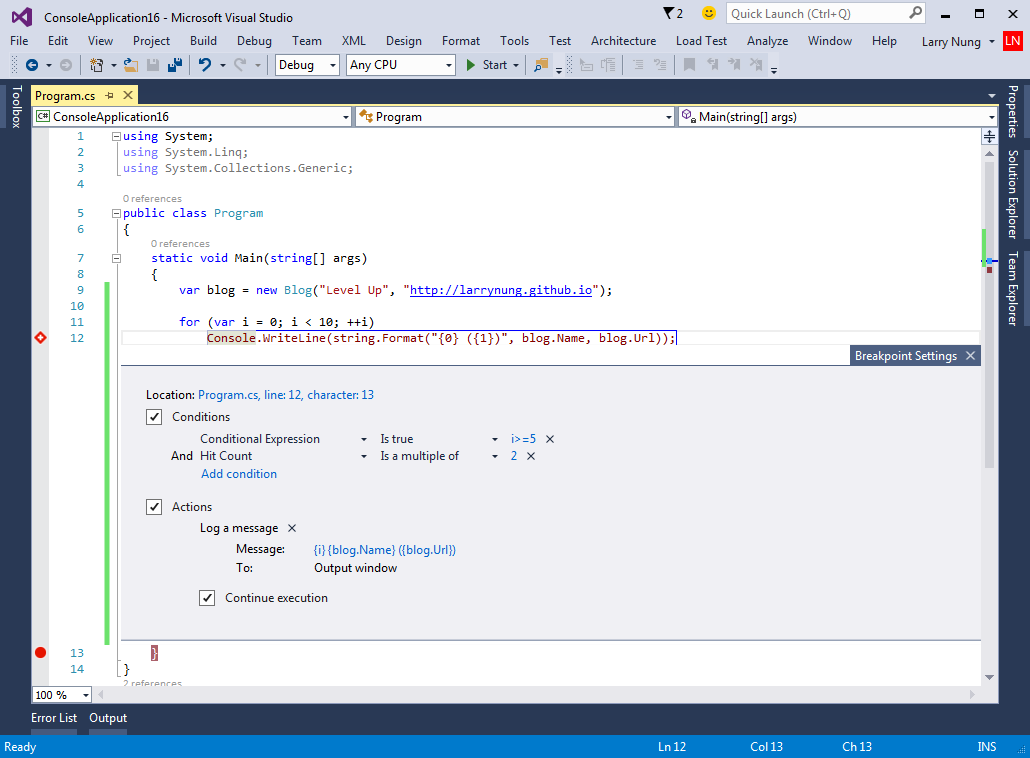 ConsoleApplication16 - Microsoft Visual Studio
2
Quick Launch (Ctrl+Q)
File Edit View Project Build Debug Team XML Design Format Tools Test Architecture Load Test Analyze Window Help Larry Nung LN
Debug Any CPU Start
Toolbox
Program.cs
ConsoleApplication16 Program Main(string[] args)
Properties
Solution Explorer
Team Explorer
1 using System;
2 using System.Linq;
3 using System.Collections.Generic;
4
0 references
5 public class Program
6 {
0 references
7 static void Main(string[] args)
8 {
9 var blog = new Blog("Level Up", "http://larrynung.github.io");
10
11 for (var i = 0; i < 10; ++i)
12 Console.WriteLine(string.Format("{0} ({1})", blog.Name, blog.Url));
Breakpoint Settings
Location: Program.cs, line: 12, character: 13
Conditions
Conditional Expression Is true i>=5
And Hit Count Is a multiple of 2
Add condition
Actions
Log a message
Message: {i} {blog.Name} ({blog.Url})
To: Output window
Continue execution
13 }
14 }
2 references
100 %
Error List Output
Ready Ln 12 Col 13 Ch 13 INS